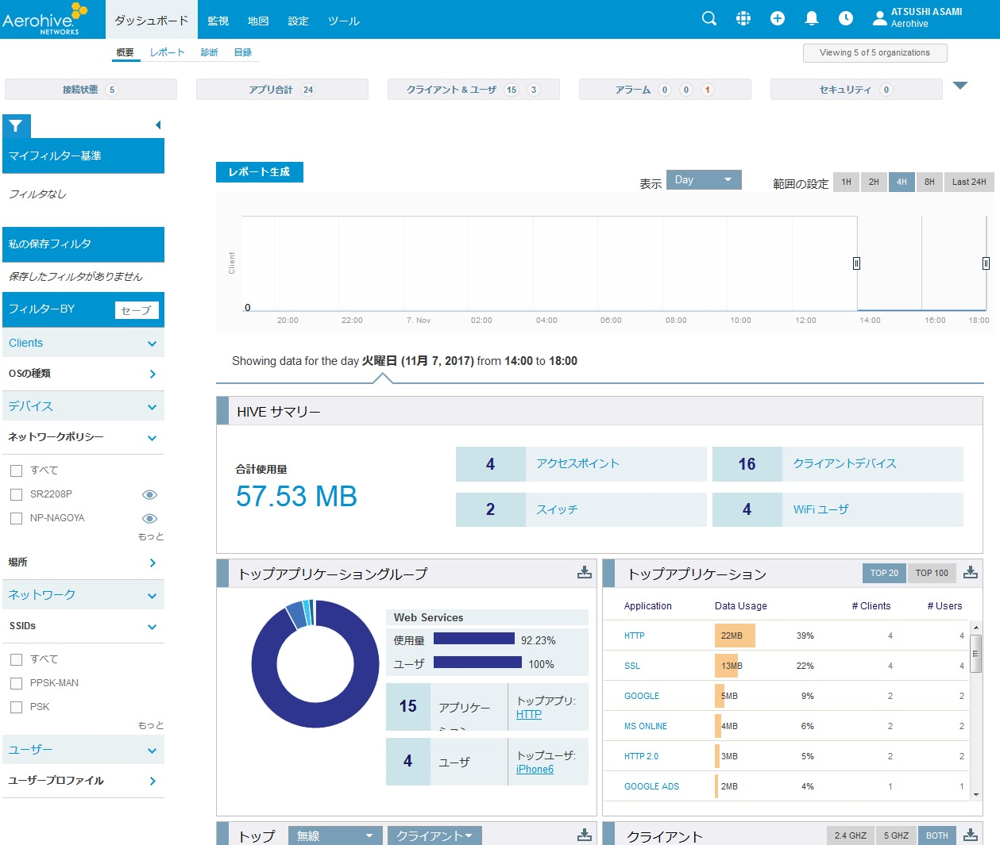 Aerohive
NETWORKS
ダッシュボード 監視 地図 設定 ツール
ATSUSHI ASAMI
Aerohive
概要 レポート 診断 目録
Viewing 5 of 5 organizations
接続状態 5
アプリ合計 24
クライアント & ユーザ 15 3
アラーム 0 0 1
セキュリティ 0
マイフィルター基準
フィルタなし
私の保存フィルタ
保存したフィルタがありません
フィルターBY セーブ
Clients
OSの種類
デバイス
ネットワークポリシー
すべて
SR2208P
NP-NAGOYA
もっと
場所
ネットワーク
SSIDs
すべて
PPSK-MAN
PSK
もっと
ユーザー
ユーザープロファイル
レポート生成
表示 Day 範囲の設定 1H 2H 4H 8H Last 24H
Client
0
20:00 22:00 7. Nov 02:00 04:00 06:00 08:00 10:00 12:00 14:00 16:00 18:00
Showing data for the day 火曜日 (11月 7, 2017) from 14:00 to 18:00
HIVE サマリー
合計使用量
57.53 MB
4 アクセスポイント
16 クライアントデバイス
2 スイッチ
4 WiFi ユーザ
トップアプリケーショングループ
Web Services
使用量 92.23%
ユーザ 100%
15 アプリケーション
トップアプリ:
HTTP
4 ユーザ
トップユーザ:
iPhone6
トップアプリケーション TOP 20 TOP 100
Application Data Usage # Clients # Users
HTTP 22MB 39% 4 4
SSL 13MB 22% 4 4
GOOGLE 5MB 9% 2 2
MS ONLINE 4MB 6% 2 2
HTTP 2.0 3MB 5% 2 2
GOOGLE ADS 2MB 4% 1 1
トップ 無線 クライアント
クライアント 2.4 GHZ 5 GHZ BOTH